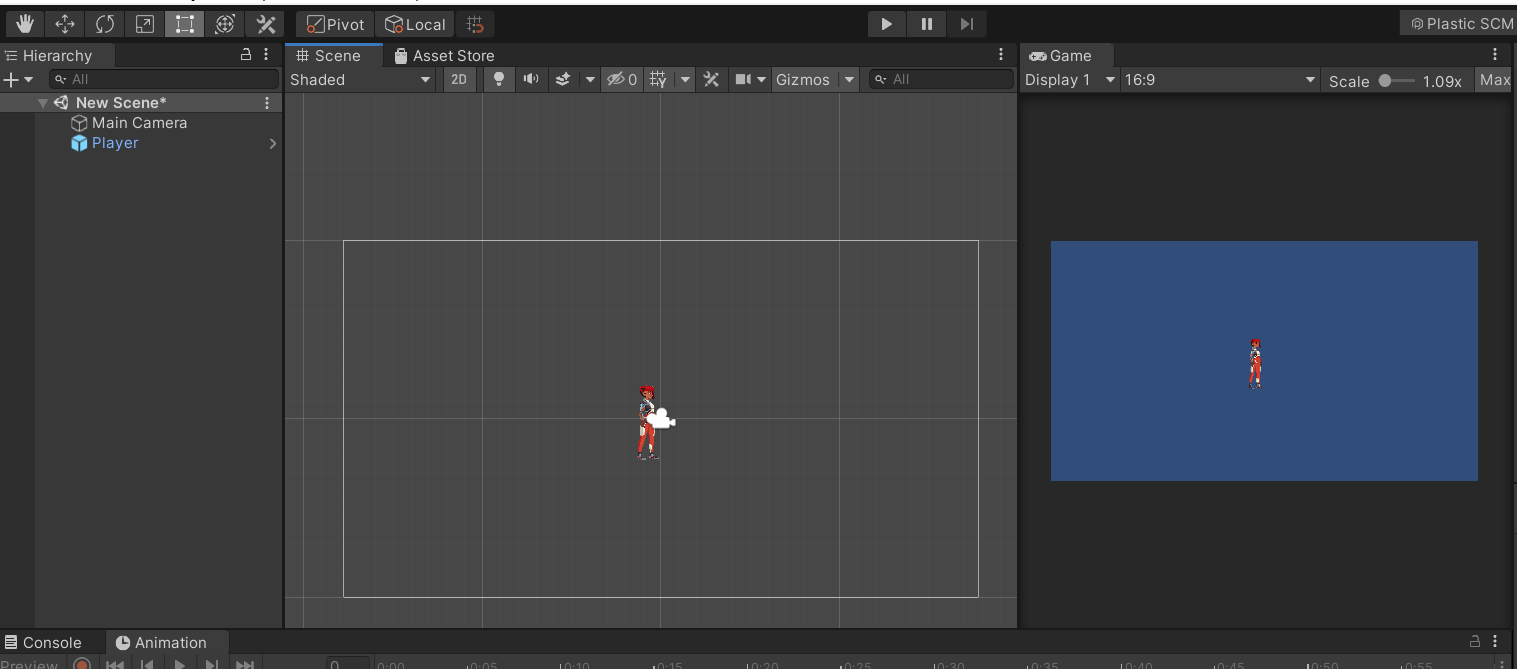 Pivot Local Plastic SCM
Hierarchy Scene Asset Store Game
All Shaded 2D 0 Gizmos All Display 1 16:9 Scale 1.09x Max
New Scene*
Main Camera
Player
Console Animation
Preview 0 0:00 0:05 0:10 0:15 0:20 0:25 0:30 0:35 0:40 0:45 0:50 0:55